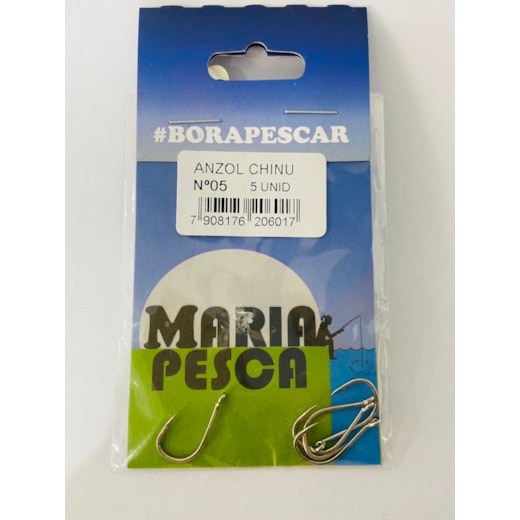 #BORAPESCAR
ANZOL CHINU
Nº05 5 UNID
7 908176 206017
MARIA
PESCA